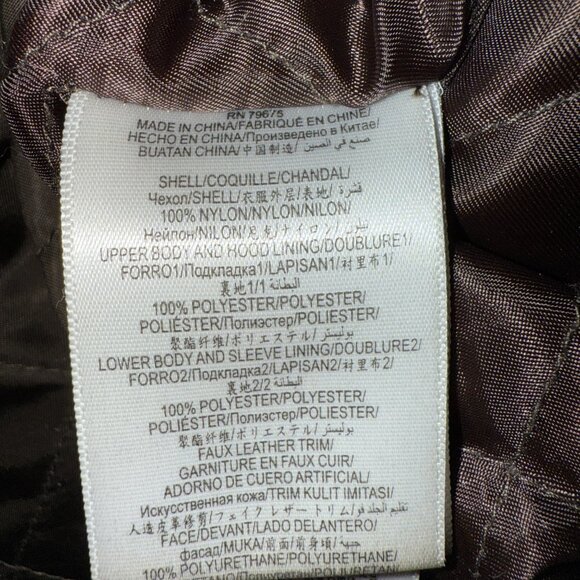 RN 79675
MADE IN CHINA/FABRIQUÉ EN CHINE/
HECHO EN CHINA/Произведено в Китае/
BUATAN CHINA/中国制造/صنع في الصين
SHELL/COQUILLE/CHANDAL/
Чехол/SHELL/衣服外层/表地/قشرة
100% NYLON/NYLON/NILON/
Нейлон/NILON/尼龙/ナイロン/نيلون
UPPER BODY AND HOOD LINING/DOUBLURE1/
FORRO1/Подкладка1/LAPISAN1/衬里布1/
裏地1/البطانة 1
100% POLYESTER/POLYESTER/
POLIÉSTER/Полиэстер/POLIESTER/
聚酯纤维/ポリエステル/بوليستر
LOWER BODY AND SLEEVE LINING/DOUBLURE2/
FORRO2/Подкладка2/LAPISAN2/衬里布2/
裏地2/البطانة 2
100% POLYESTER/POLYESTER/
POLIÉSTER/Полиэстер/POLIESTER/
聚酯纤维/ポリエステル/بوليستر
FAUX LEATHER TRIM/
GARNITURE EN FAUX CUIR/
ADORNO DE CUERO ARTIFICIAL/
Искусственная кожа/TRIM KULIT IMITASI/
人造皮革修剪/フェイクレザートリム/تقليم الجلد فو
FACE/DEVANT/LADO DELANTERO/
фасад/MUKA/前面/前身頃/جبهة
100% POLYURETHANE/POLYURETHANE/